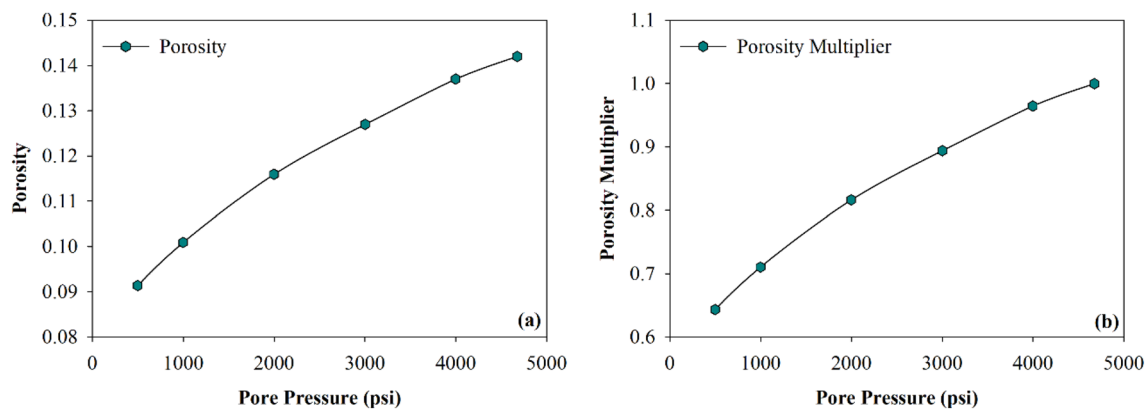 0.15
0.14
0.13
0.12
0.11
0.10
0.09
0.08
Porosity
Porosity
(a)
0 1000 2000 3000 4000 5000
Pore Pressure (psi)
1.1
1.0
0.9
0.8
0.7
0.6
Porosity Multiplier
Porosity Multiplier
(b)
0 1000 2000 3000 4000 5000
Pore Pressure (psi)